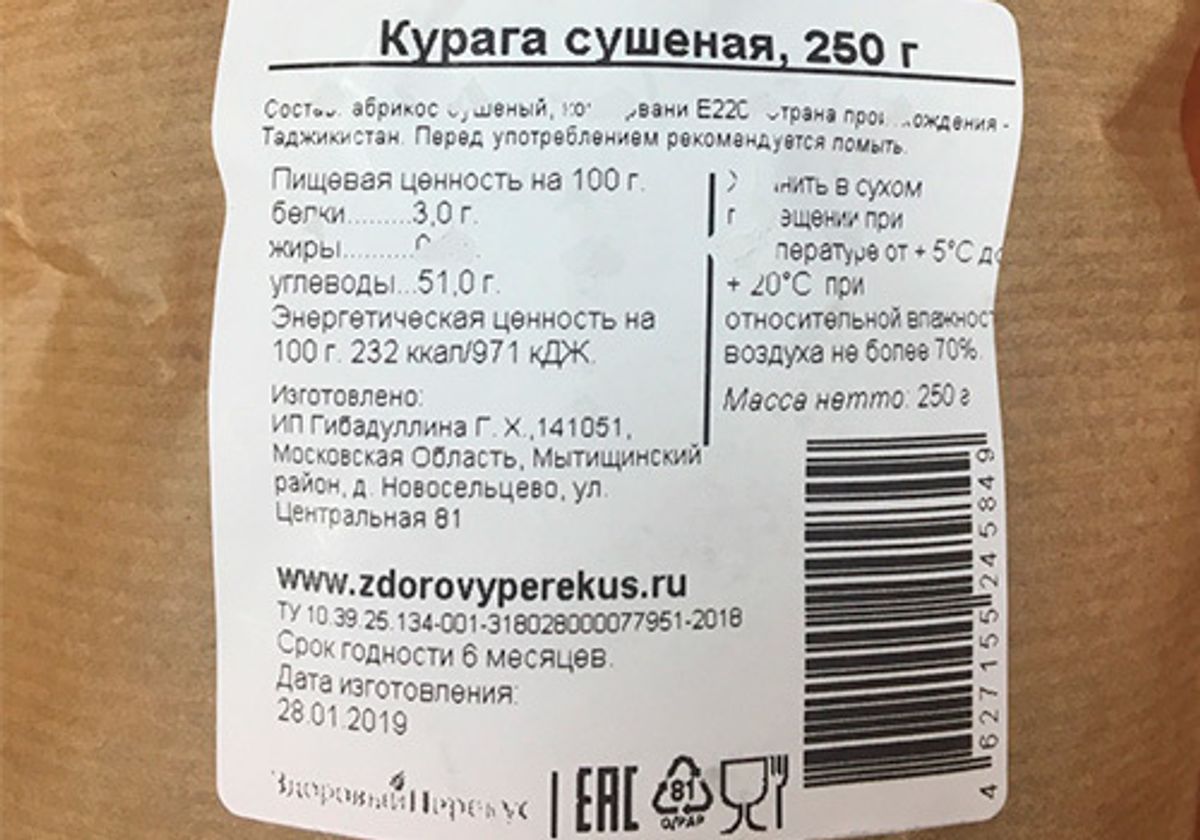 Курага сушеная, 250 г
абрикос сушеный, Е220 страна происхождения -
Таджикистан. Перед употреблением рекомендуется помыть.
Пищевая ценность на 100 г.
белки.........3,0 г.
жиры..........
углеводы...51,0 г.
Энергетическая ценность на
100 г. 232 ккал/971 кДЖ.
Изготовлено:
ИП Гибадуллина Г. Х.,141051,
Московская Область, Мытищинский
район, д. Новосельцево, ул.
Центральная 81
www.zdorovyperekus.ru
ТУ 10.39.25.134-001-318028000077951-2018
Срок годности 6 месяцев.
Дата изготовления:
28.01.2019
в сухом
при
от + 5°С до
+ 20°С при
относительной влажност
воздуха не более 70%.
Масса нетто: 250 г
4 627155 245849
Здоровый Перекус
ЕАС
81